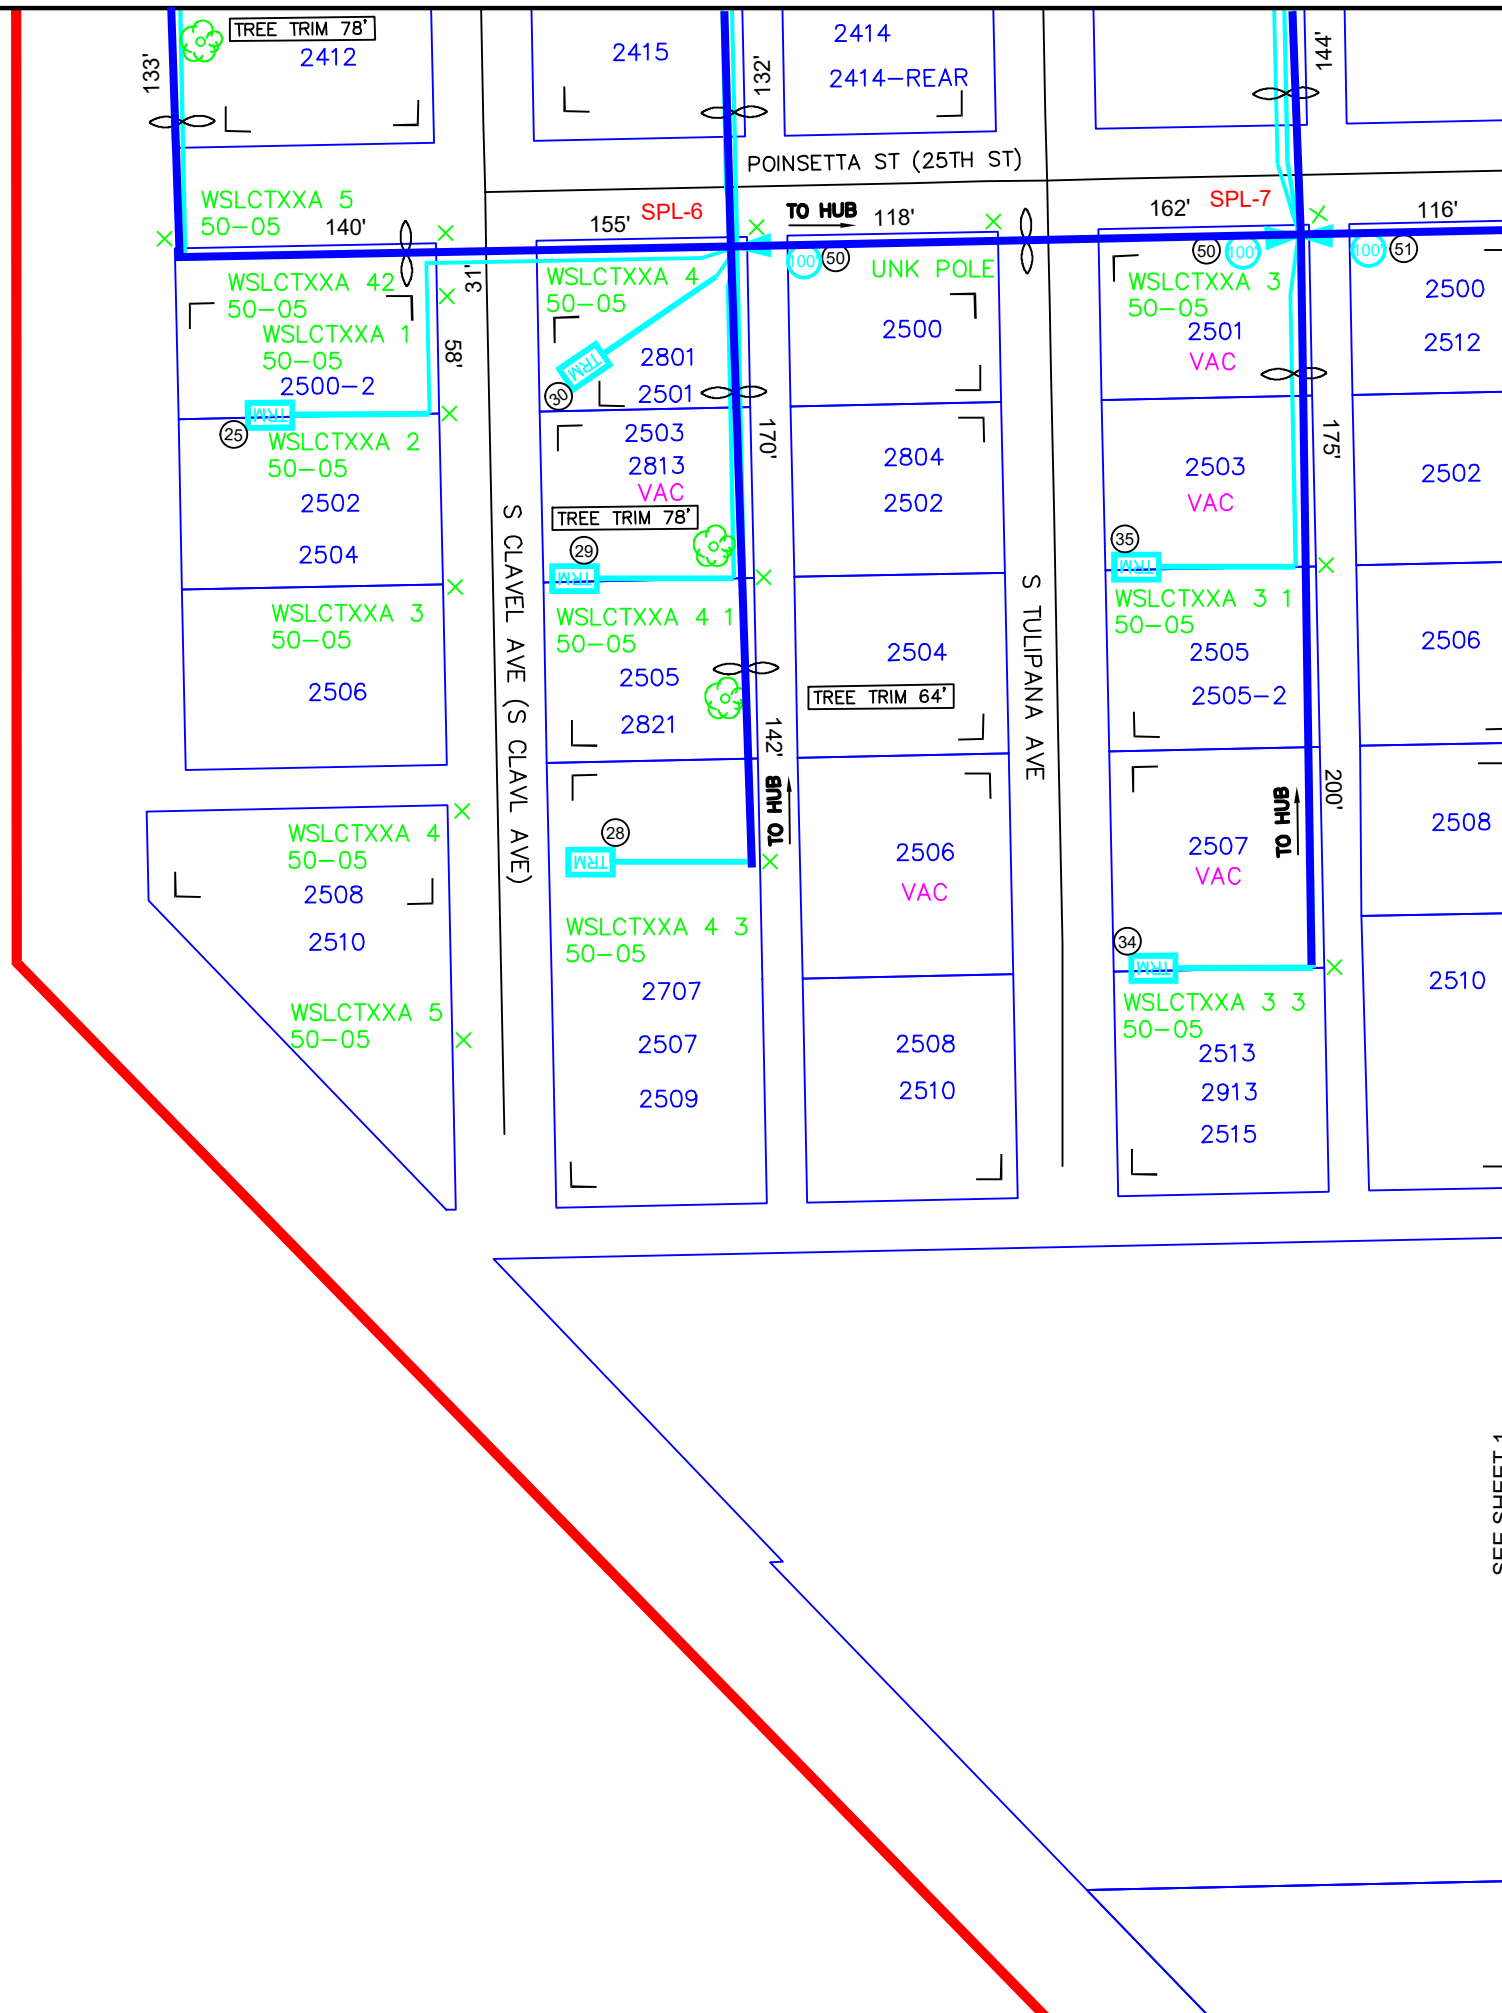 TREE TRIM 78'
2412
133'
2415
132'
2414
2414-REAR
144'
POINSETTA ST (25TH ST)
WSLCTXXA 5
50-05
140'
155'
SPL-6
TO HUB
118'
162'
SPL-7
116'
31'
WSLCTXXA 42
50-05
WSLCTXXA 1
50-05
2500-2
58'
TRM
25
WSLCTXXA 2
50-05
2502
2504
WSLCTXXA 3
50-05
2506
WSLCTXXA 4
50-05
2508
2510
WSLCTXXA 5
50-05
S CLAVEL AVE (S CLAVL AVE)
WSLCTXXA 4
50-05
TRM
30
2801
2501
2503
2813
VAC
TREE TRIM 78'
170'
29
TRM
WSLCTXXA 4 1
50-05
2505
2821
142'
TO HUB
28
TRM
WSLCTXXA 4 3
50-05
2707
2507
2509
100'
50
UNK POLE
2500
2804
2502
2504
TREE TRIM 64'
2506
VAC
2508
2510
S TULIPANA AVE
50
100'
WSLCTXXA 3
50-05
2501
VAC
2503
VAC
175'
35
TRM
WSLCTXXA 3 1
50-05
2505
2505-2
200'
TO HUB
2507
VAC
34
TRM
WSLCTXXA 3 3
50-05
2513
2913
2515
100'
51
2500
2512
2502
2506
2508
2510
SEE SHEET 1